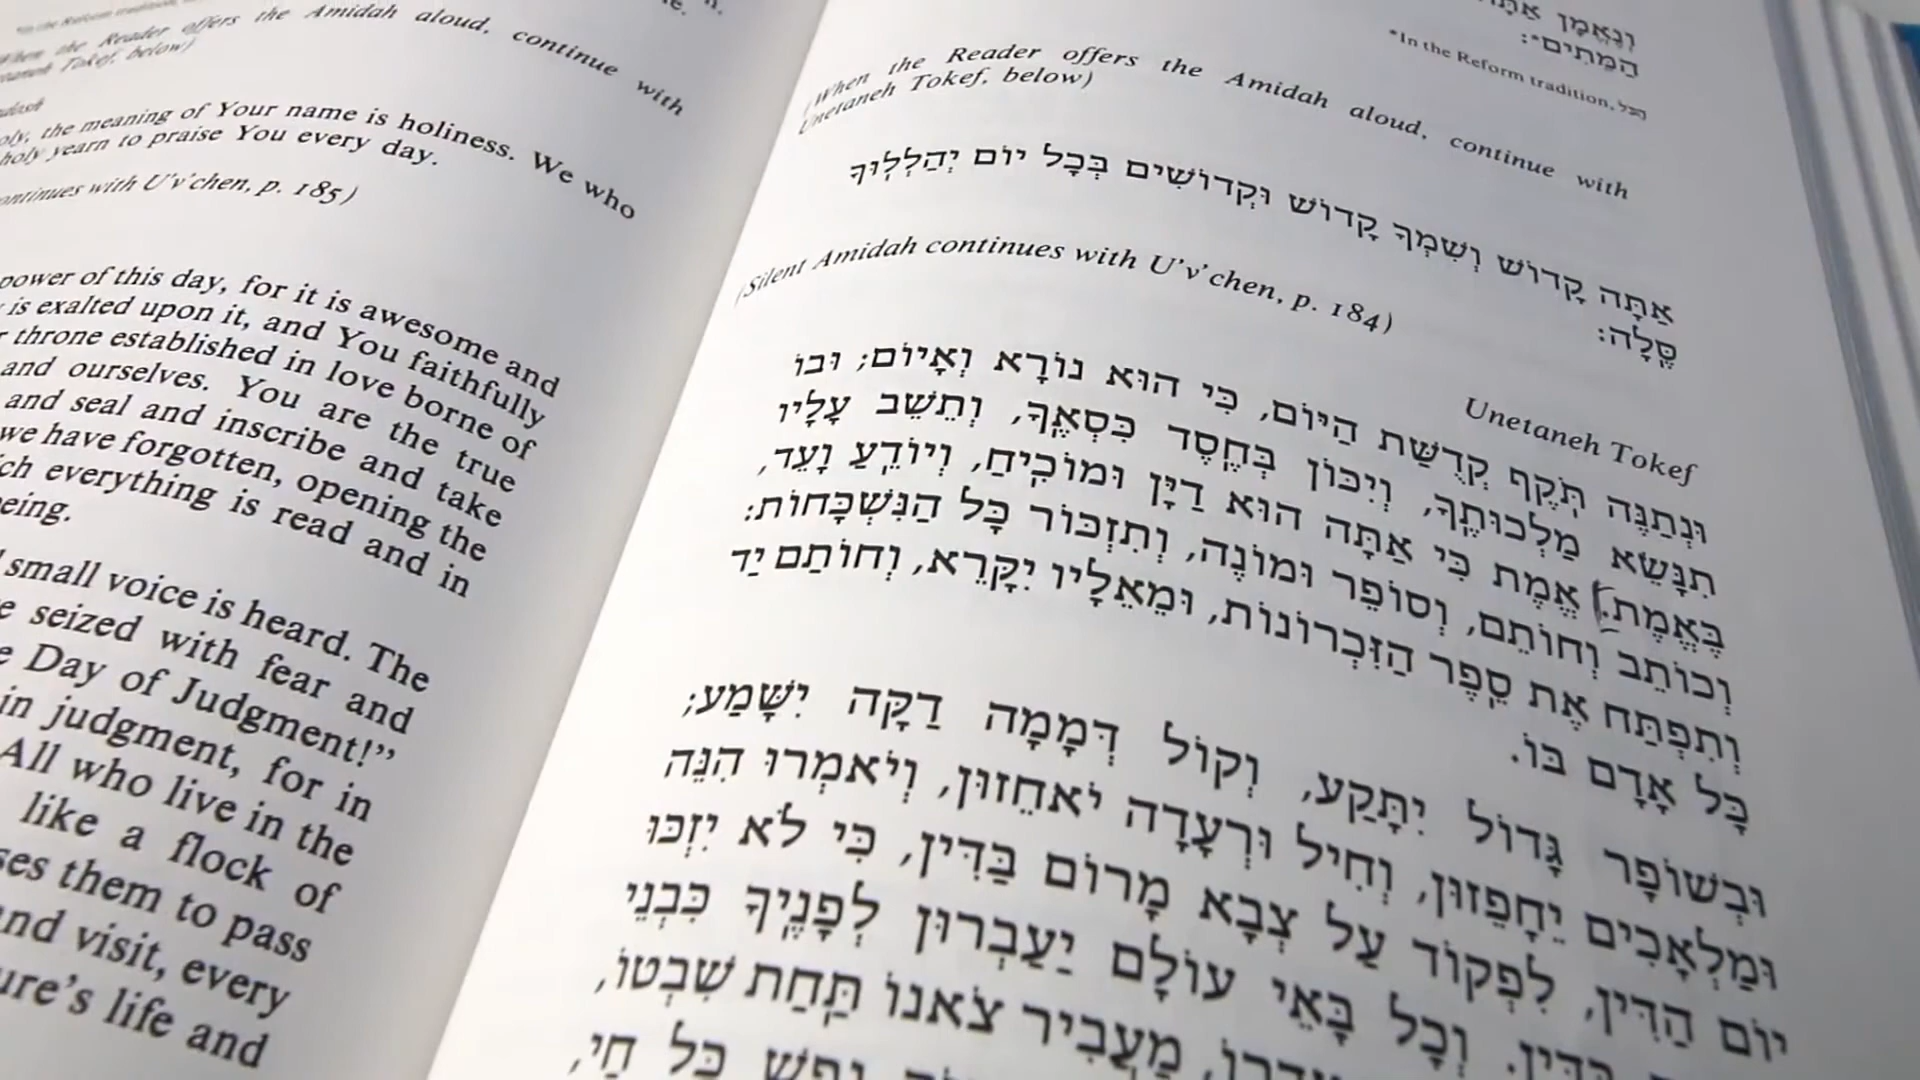 When the Reader offers the Amidah aloud, continue with
Unetaneh Tokef, below)
holy, the meaning of Your name is holiness. We who
holy yearn to praise You every day.
continues with U'v'chen, p. 185)
power of this day, for it is awesome and
is exalted upon it, and You faithfully
throne established in love borne of
and ourselves. You are the true
and seal and inscribe and take
we have forgotten, opening the
everything is read and in
small voice is heard. The
seized with fear and
Day of Judgment!”
in judgment, for in
All who live in the
like a flock of
them to pass
and visit, every
life and
וְנֶאֱמָן
הַמֵּתִים*:
*In the Reform tradition, הכל
(When the Reader offers the Amidah aloud, continue with
Unetaneh Tokef, below)
אַתָּה קָדוֹשׁ וְשִׁמְךָ קָדוֹשׁ וּקְדוֹשִׁים בְּכָל יוֹם יְהַלְלֽוּךָ
סֶּֽלָה:
(Silent Amidah continues with U'v'chen, p. 184)
Unetaneh Tokef
וּנְתַנֶּה תֹּֽקֶף קְדֻשַּׁת הַיּוֹם, כִּי הוּא נוֹרָא וְאָיוֹם; וּבוֹ
תִנָּשֵׂא מַלְכוּתֶֽךָ, וְיִכּוֹן בְּחֶֽסֶד כִּסְאֶֽךָ, וְתֵשֵׁב עָלָיו
בֶּאֱמֶת. אֱמֶת כִּי אַתָּה הוּא דַיָּן וּמוֹכִֽיחַ, וְיוֹדֵֽעַ וָעֵד,
וְכוֹתֵב וְחוֹתֵם, וְסוֹפֵר וּמוֹנֶה, וְתִזְכּוֹר כָּל הַנִּשְׁכָּחוֹת:
וְתִפְתַּח אֶת סֵֽפֶר הַזִּכְרוֹנוֹת, וּמֵאֵלָיו יִקָּרֵא, וְחוֹתַם יַד
כָּל אָדָם בּוֹ.
וּבְשׁוֹפָר גָּדוֹל יִתָּקַע, וְקוֹל דְּמָמָה דַקָּה יִשָּׁמַע;
וּמַלְאָכִים יֵחָפֵזוּן, וְחִיל וּרְעָדָה יֹאחֵזוּן, וְיֹאמְרוּ הִנֵּה
יוֹם הַדִּין, לִפְקוֹד עַל צְבָא מָרוֹם בַּדִּין, כִּי לֹא יִזְכּוּ
בַּדִּין. וְכָל בָּאֵי עוֹלָם יַעַבְרוּן לְפָנֶֽיךָ כִּבְנֵי
מַעֲבִיר צֹאנוֹ תַּֽחַת שִׁבְטוֹ,
נֶפֶשׁ כָּל חַי,